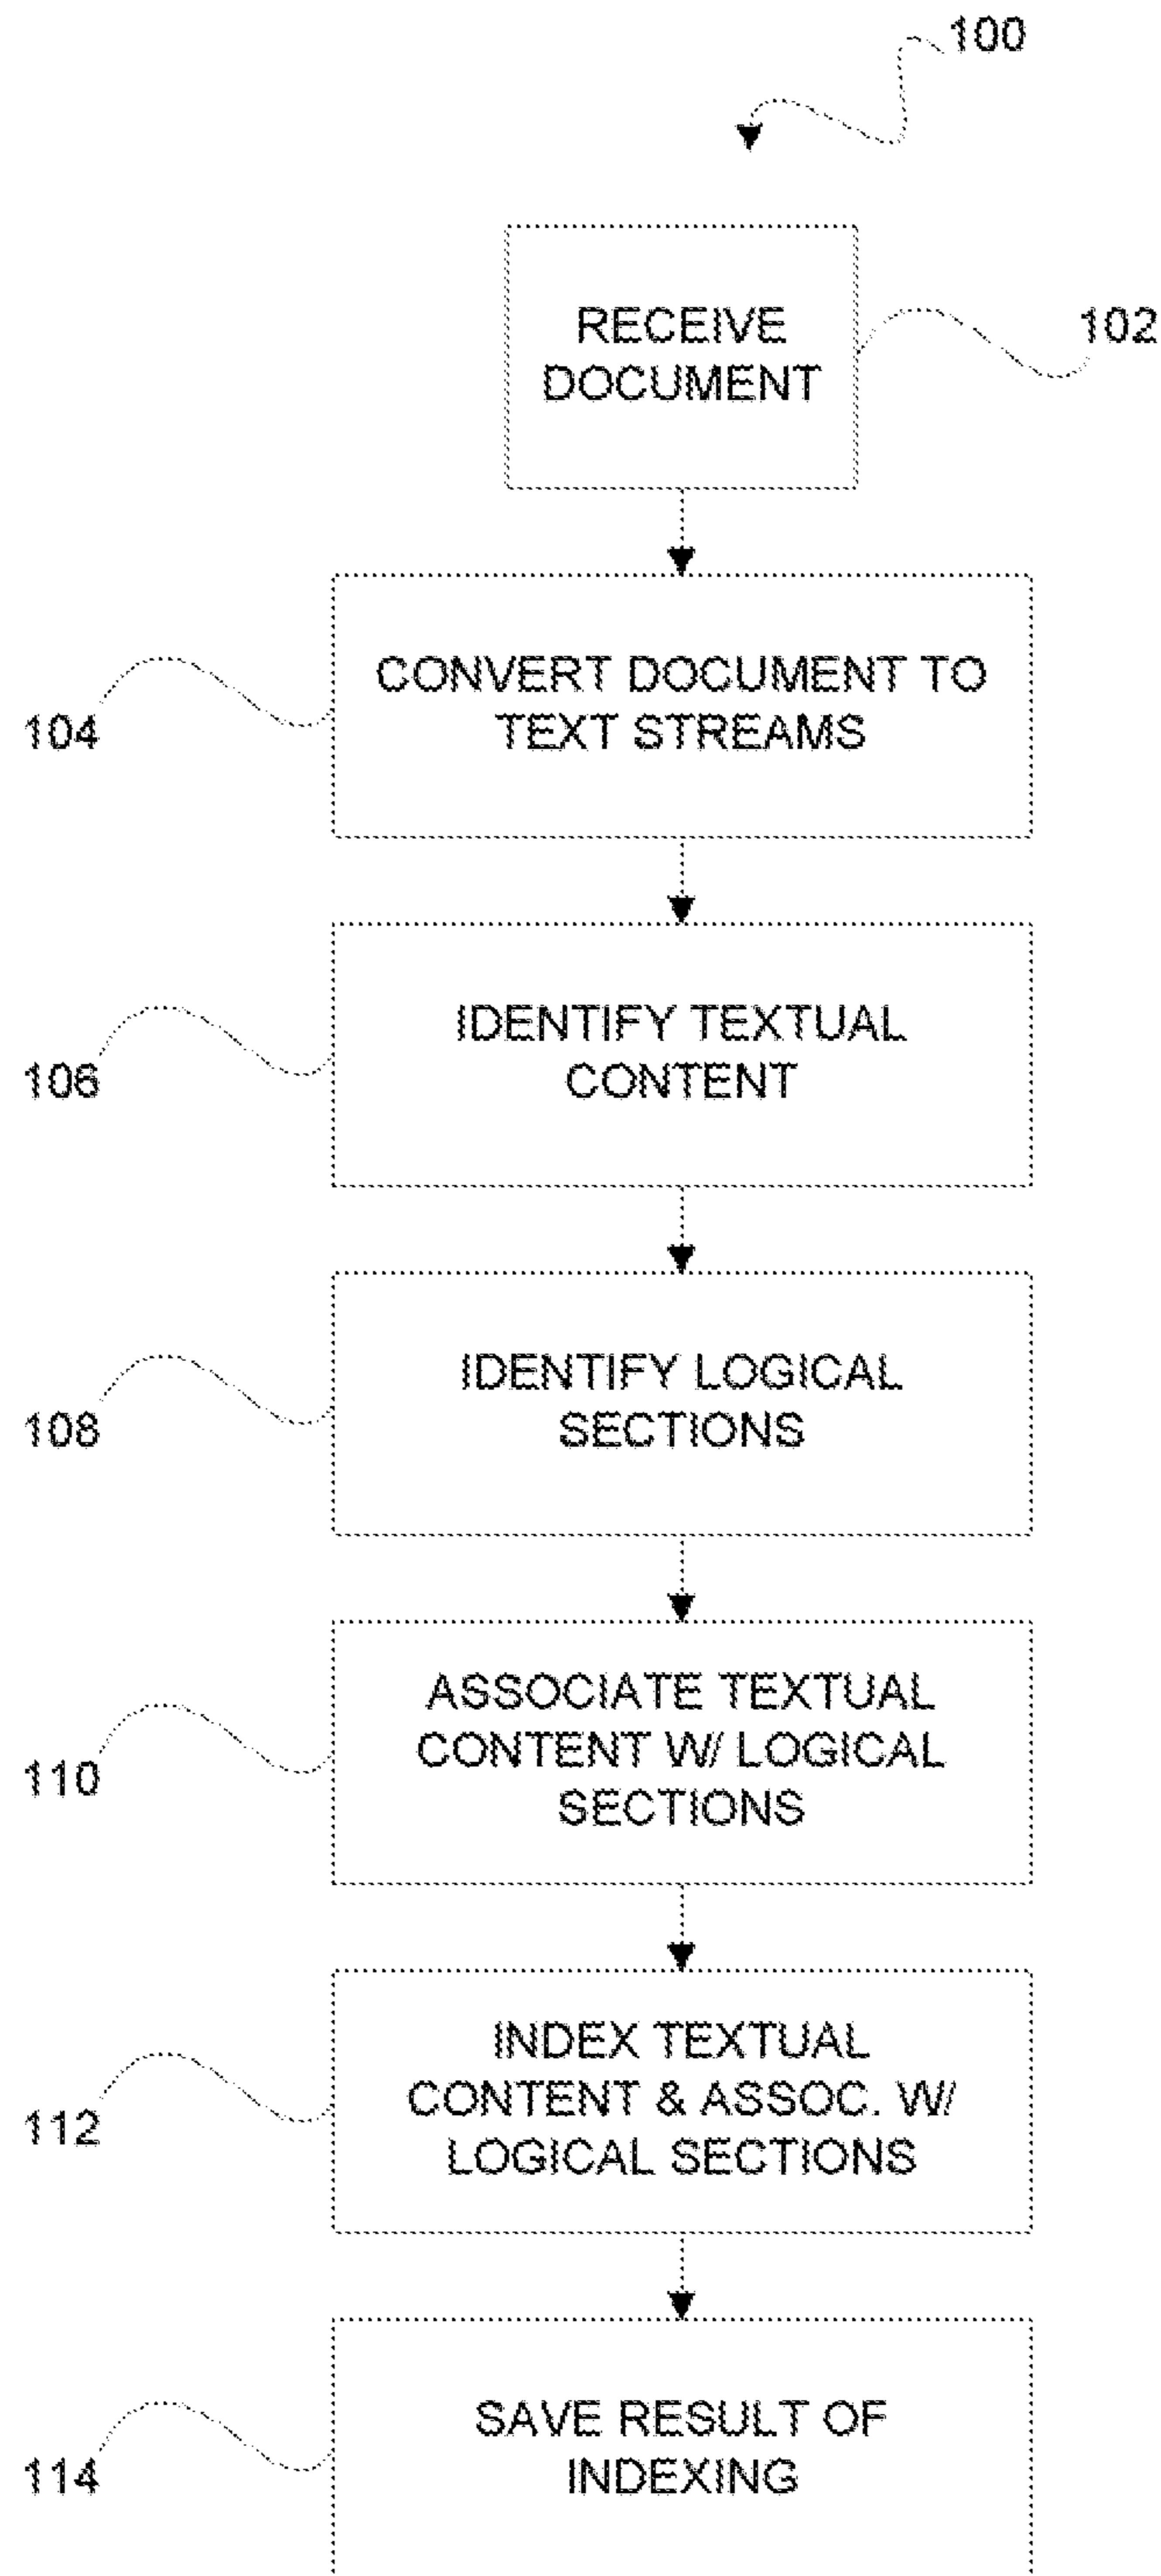 100
RECEIVE
DOCUMENT
102
CONVERT DOCUMENT TO
TEXT STREAMS
104
IDENTIFY TEXTUAL
CONTENT
106
IDENTIFY LOGICAL
SECTIONS
108
ASSOCIATE TEXTUAL
CONTENT W/ LOGICAL
SECTIONS
110
INDEX TEXTUAL
CONTENT & ASSOC. W/
LOGICAL SECTIONS
112
SAVE RESULT OF
INDEXING
114